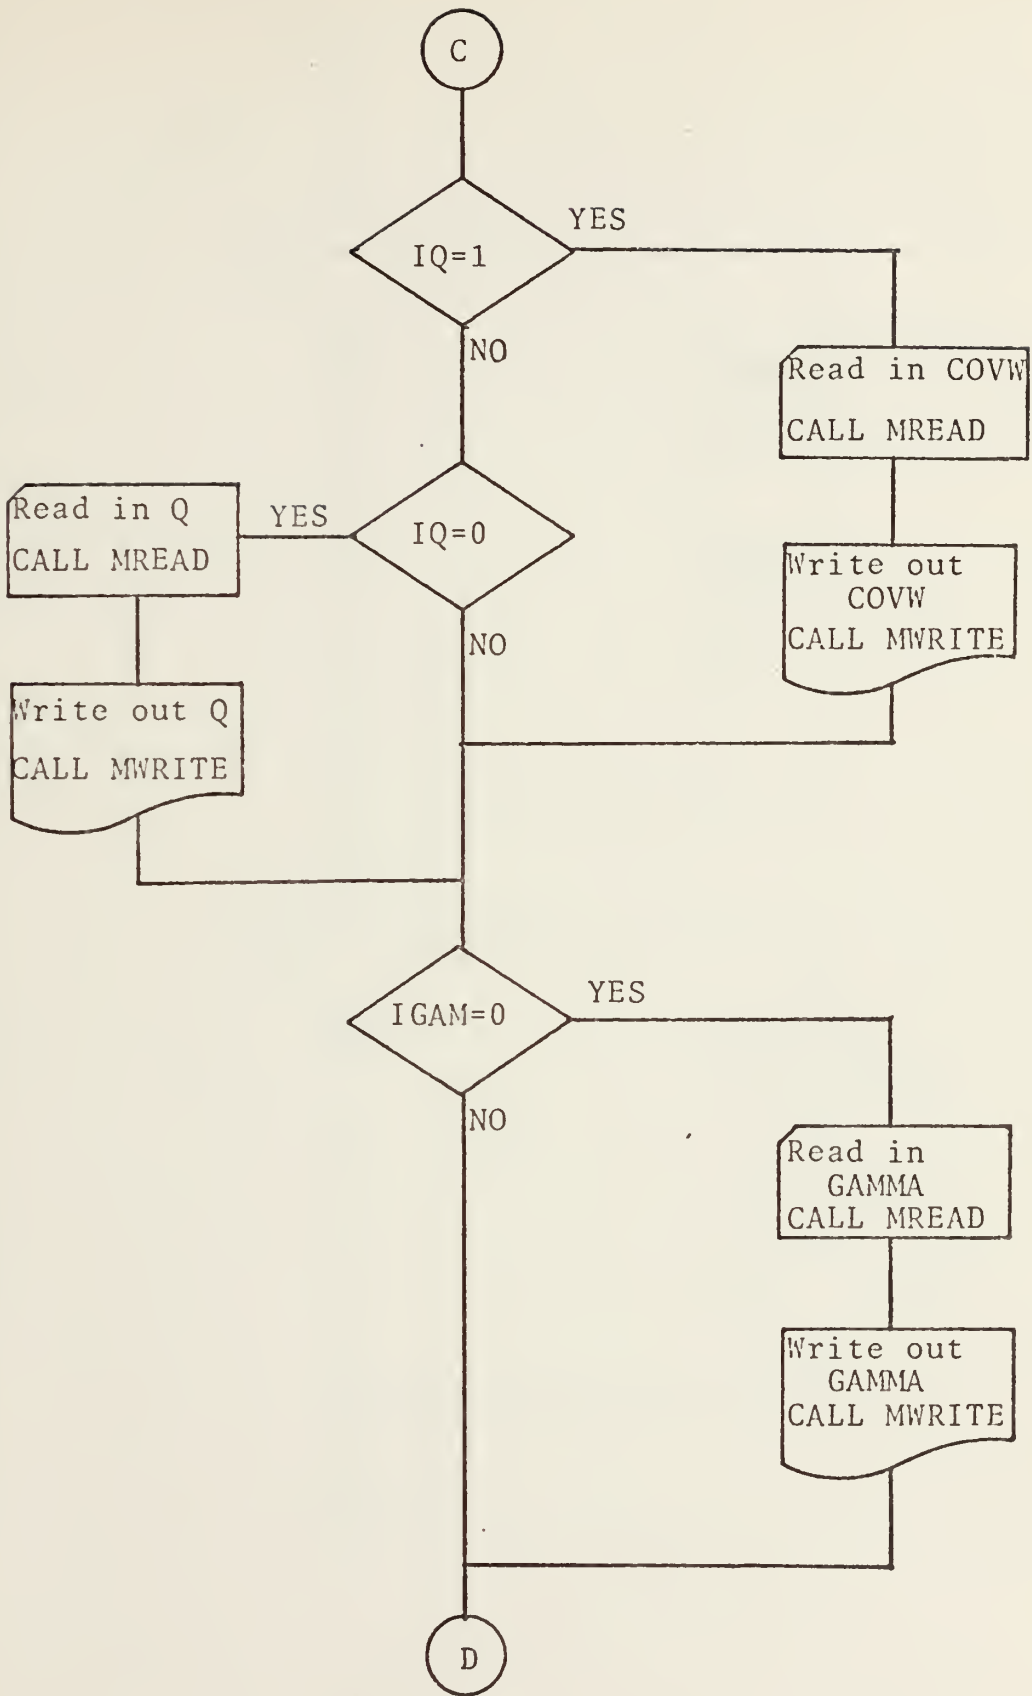 C
YES
IQ=1
NO
Read in COVW
CALL MREAD
Read in Q
CALL MREAD
YES
IQ=0
Write out
COVW
CALL MWRITE
NO
Write out Q
CALL MWRITE
YES
IGAM=0
NO
Read in
GAMMA
CALL MREAD
Write out
GAMMA
CALL MWRITE
D